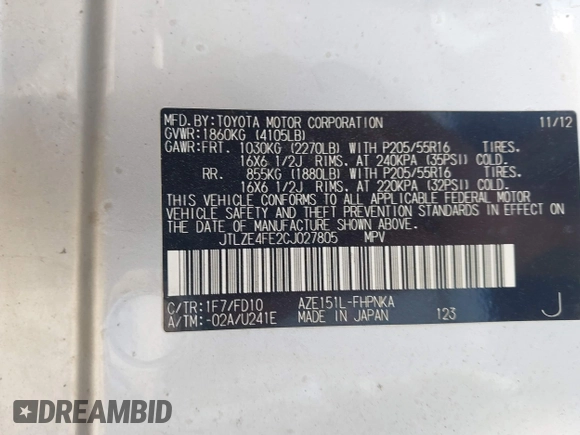 MFD.BY:TOYOTA MOTOR CORPORATION 11/12
GVWR:1860KG (4105LB)
GAWR:FRT. 1030KG (2270LB) WITH P205/55R16 TIRES.
16X6 1/2J RIMS. AT 240KPA (35PSI) COLD.
RR. 855KG (1880LB) WITH P205/55R16 TIRES.
16X6 1/2J RIMS. AT 220KPA (32PSI) COLD.
THIS VEHICLE CONFORMS TO ALL APPLICABLE FEDERAL MOTOR
VEHICLE SAFETY AND THEFT PREVENTION STANDARDS IN EFFECT ON
THE DATE OF MANUFACTURE SHOWN ABOVE.
JTLZE4FE2CJ027805 MPV
C/TR:1F7/FD10 AZE151L-FHPNKA
A/TM:-02A/U241E MADE IN JAPAN 123 J
DREAMBID